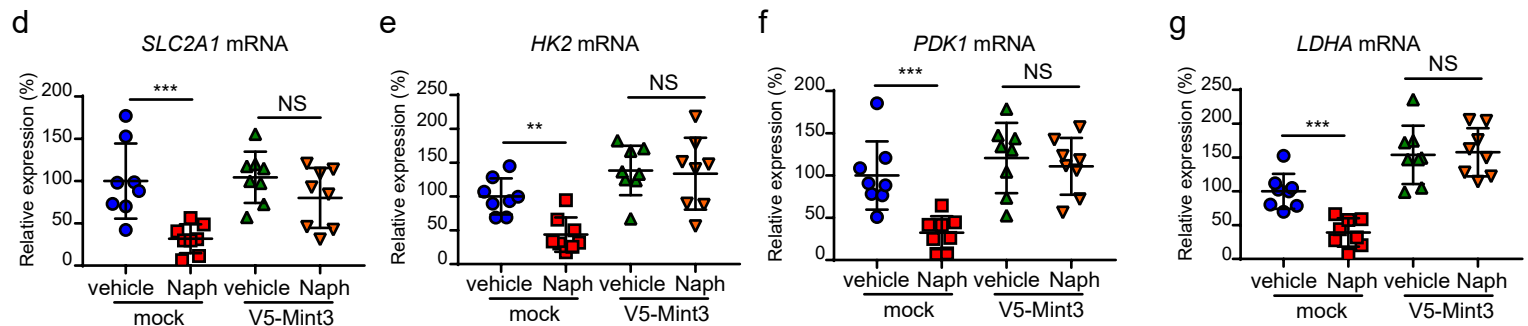 d
SLC2A1 mRNA
Relative expression (%)
200
150
100
50
0
***
NS
vehicle Naph vehicle Naph
mock V5-Mint3
e
HK2 mRNA
Relative expression (%)
250
200
150
100
50
0
**
NS
vehicle Naph vehicle Naph
mock V5-Mint3
f
PDK1 mRNA
Relative expression (%)
200
150
100
50
0
***
NS
vehicle Naph vehicle Naph
mock V5-Mint3
g
LDHA mRNA
Relative expression (%)
250
200
150
100
50
0
***
NS
vehicle Naph vehicle Naph
mock V5-Mint3